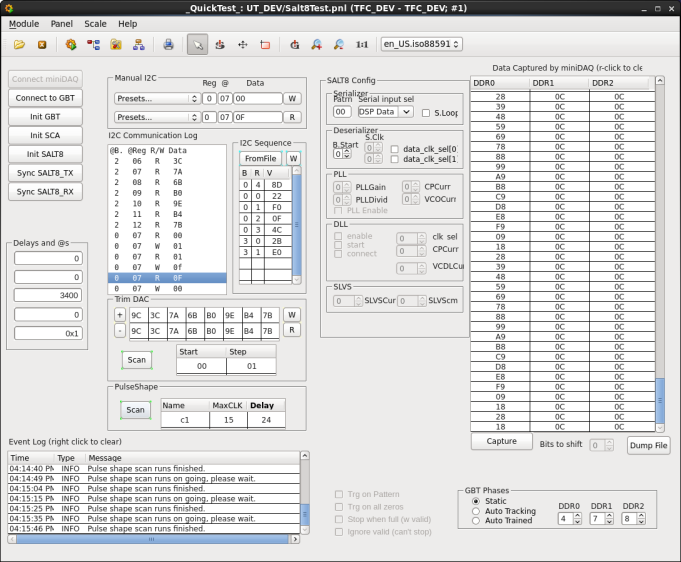 _QuickTest_: UT_DEV/Salt8Test.pnl (TFC_DEV - TFC_DEV; #1)
Module Panel Scale Help
1:1 en_US.iso88591
Connect miniDAQ
Connect to GBT
Init GBT
Init SCA
Init SALT8
Sync SALT8_TX
Sync SALT8_RX
Delays and @s
0
0
3400
0
0x1
Manual I2C
Reg @ Data
Presets... 0 07 00 W
Presets... 0 07 0F R
I2C Communication Log
@B. @Reg R/W Data
2 06 R 3C
2 07 R 7A
2 08 R 6B
2 09 R B0
2 10 R 9E
2 11 R B4
2 12 R 7B
0 07 R 00
0 07 W 01
0 07 R 01
0 07 W 0f
0 07 R 0F
0 07 W 00
I2C Sequence
FromFile W
B R V
0 4 8D
0 0 22
0 1 F0
0 2 0F
0 3 4C
3 0 2B
3 1 E0
Trim DAC
+ 9C 3C 7A 6B B0 9E B4 7B W
- 9C 3C 7A 6B B0 9E B4 7B R
Scan
Start Step
00 01
PulseShape
Scan
Name MaxCLK Delay
c1 15 24
SALT8 Config
Serializer
Patrn Serial input sel
00 DSP Data S.Loop
Deserializer
B.Start S.Clk
0 0 data_clk_sel[0]
0 data_clk_sel[1]
PLL
0 PLLGain 0 CPCurr
0 PLLDivid 0 VCOCurr
PLL Enable
DLL
enable 0 clk sel
start 0 CPCurr
connect
0 VCDLCu
SLVS
0 SLVSCur 0 SLVScm
Data Captured by miniDAQ (r-click to cle
DDR0 DDR1 DDR2
28 0C 0C
39 0C 0C
48 0C 0C
59 0C 0C
69 0C 0C
78 0C 0C
88 0C 0C
99 0C 0C
A9 0C 0C
B8 0C 0C
C9 0C 0C
D8 0C 0C
E8 0C 0C
F9 0C 0C
09 0C 0C
18 0C 0C
28 0C 0C
39 0C 0C
48 0C 0C
59 0C 0C
69 0C 0C
78 0C 0C
88 0C 0C
99 0C 0C
A9 0C 0C
B8 0C 0C
C9 0C 0C
D8 0C 0C
E8 0C 0C
F9 0C 0C
09 0C 0C
18 0C 0C
28 0C 0C
18 0C 0C
Capture Bits to shift 0 Dump File
Event Log (right click to clear)
Time Type Message
04:14:40 PM INFO Pulse shape scan runs finished.
04:14:49 PM INFO Pulse shape scan runs on going, please wait.
04:15:04 PM INFO Pulse shape scan runs finished.
04:15:15 PM INFO Pulse shape scan runs on going, please wait.
04:15:25 PM INFO Pulse shape scan runs finished.
04:15:35 PM INFO Pulse shape scan runs on going, please wait.
04:15:46 PM INFO Pulse shape scan runs finished.
Trg on Pattern
Trg on all zeros
Stop when full (w valid)
Ignore valid (can't stop)
GBT Phases
Static
Auto Tracking
Auto Trained
DDR0 DDR1 DDR2
4 7 8